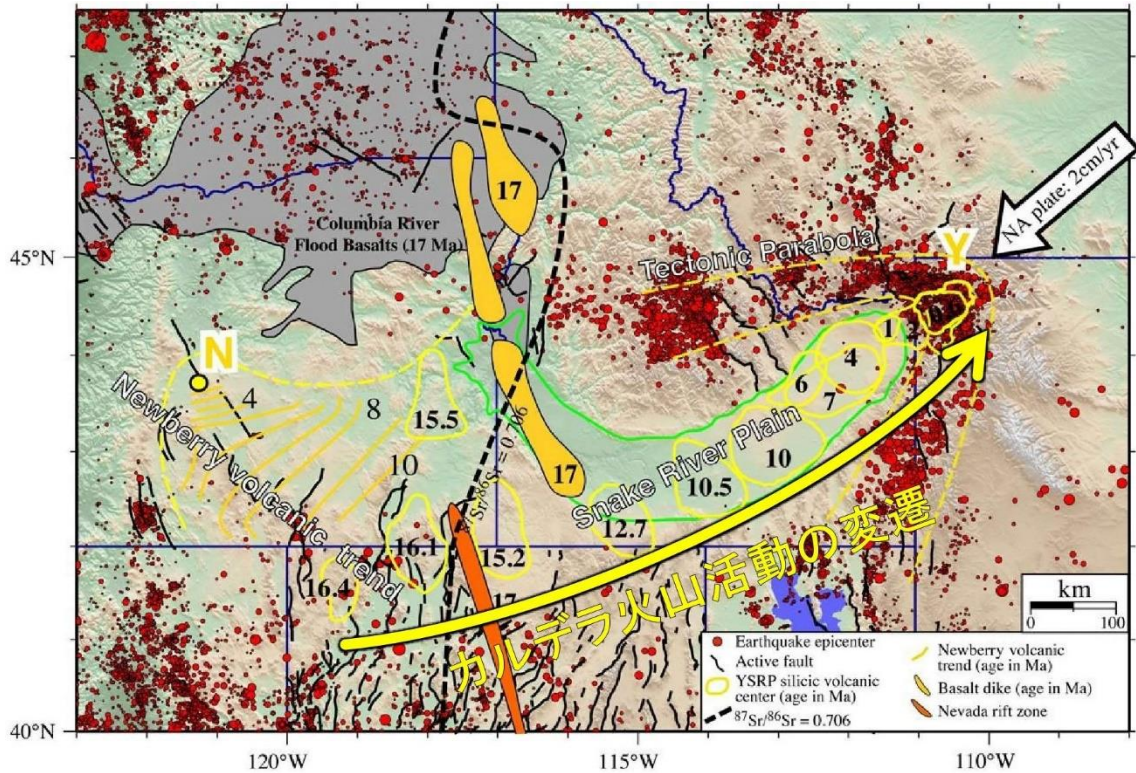 NA plate: 2cm/yr
Y
Tectonic Parabola
Columbia River
Flood Basalts (17 Ma)
17
45°N
N
Newberry volcanic trend
4
8
10
15.5
17
1
4
6
7
10
10.5
12.7
Snake River Plain
16.1
15.2
16.4
17
カルデラ火山活動の変遷
km
0
100
Earthquake epicenter
Active fault
YSRP silicic volcanic
center (age in Ma)
⁸⁷Sr/⁸⁶Sr = 0.706
Newberry volcanic
trend (age in Ma)
Basalt dike (age in Ma)
Nevada rift zone
40°N
120°W
115°W
110°W